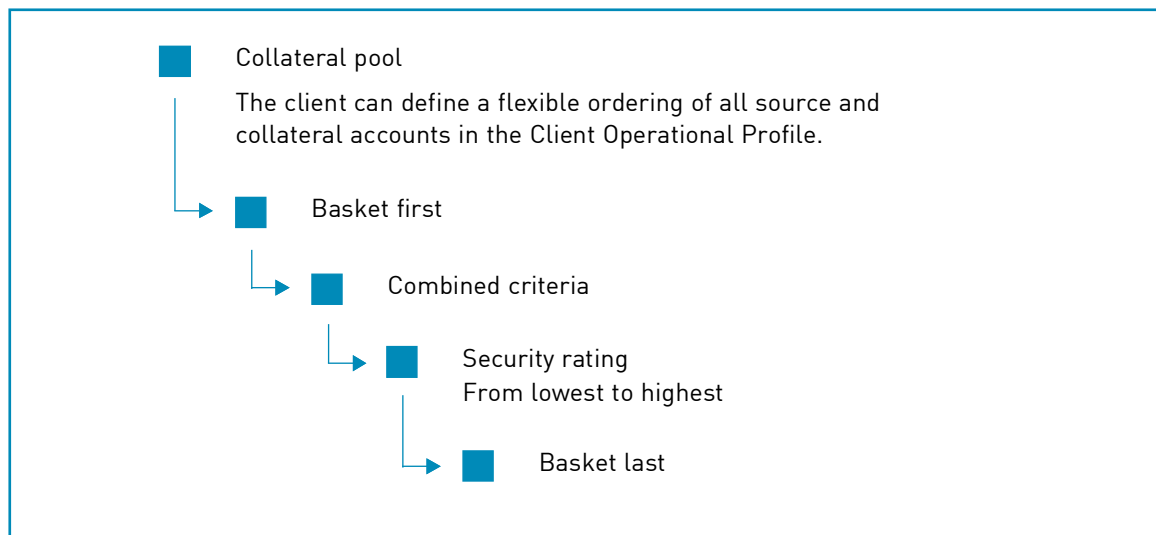 Collateral pool
The client can define a flexible ordering of all source and
collateral accounts in the Client Operational Profile.
Basket first
Combined criteria
Security rating
From lowest to highest
Basket last